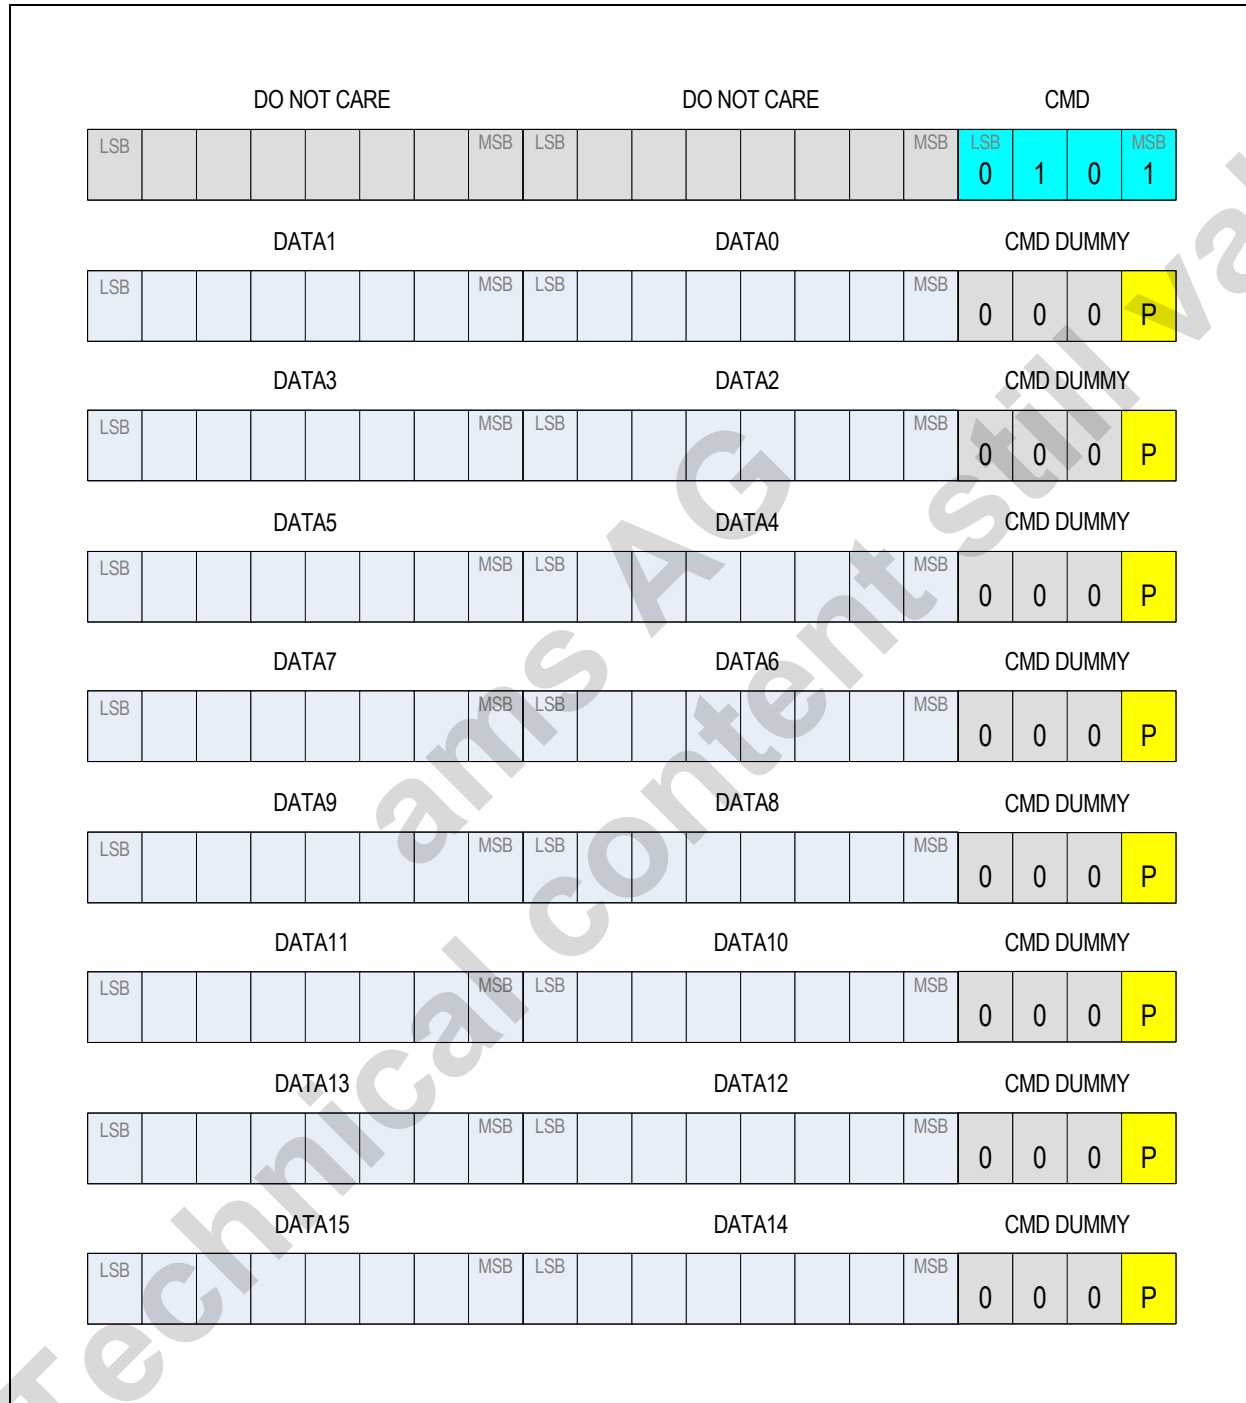 DO NOT CARE DO NOT CARE CMD
LSB MSB LSB MSB LSB MSB
0 1 0 1
DATA1 DATA0 CMD DUMMY
LSB MSB LSB MSB
0 0 0 P
DATA3 DATA2 CMD DUMMY
LSB MSB LSB MSB
0 0 0 P
DATA5 DATA4 CMD DUMMY
LSB MSB LSB MSB
0 0 0 P
DATA7 DATA6 CMD DUMMY
LSB MSB LSB MSB
0 0 0 P
DATA9 DATA8 CMD DUMMY
LSB MSB LSB MSB
0 0 0 P
DATA11 DATA10 CMD DUMMY
LSB MSB LSB MSB
0 0 0 P
DATA13 DATA12 CMD DUMMY
LSB MSB LSB MSB
0 0 0 P
DATA15 DATA14 CMD DUMMY
LSB MSB LSB MSB
0 0 0 P
ams AG
Technical content still